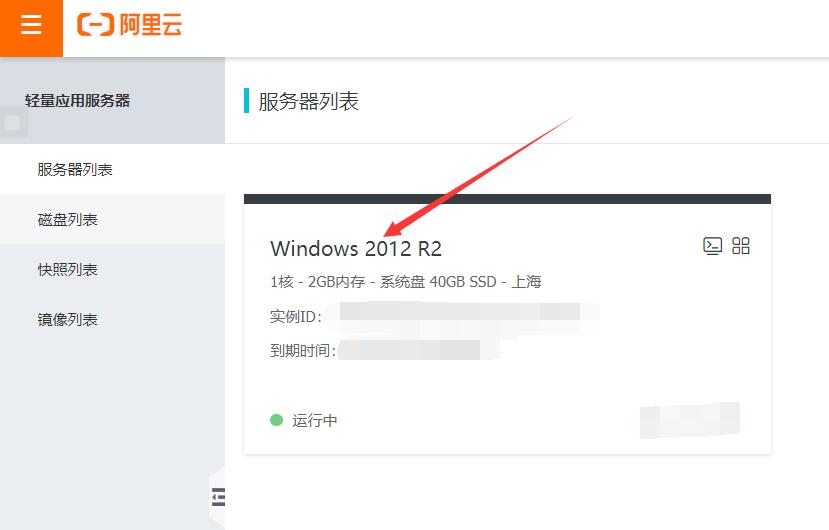 阿里云
轻量应用服务器
服务器列表
磁盘列表
快照列表
镜像列表
服务器列表
Windows 2012 R2
1核 - 2GB内存 - 系统盘 40GB SSD - 上海
实例ID:
到期时间:
运行中